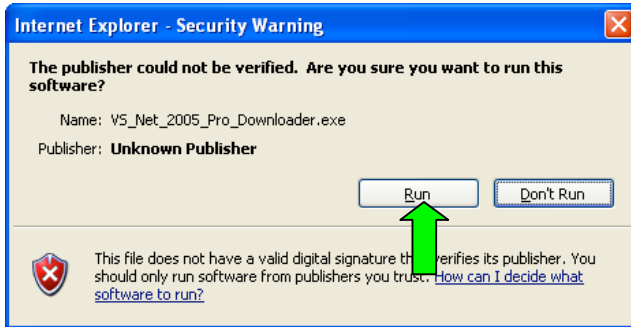 Internet Explorer - Security Warning
The publisher could not be verified. Are you sure you want to run this
software?
Name: VS_Net_2005_Pro_Downloader.exe
Publisher: Unknown Publisher
Run Don't Run
This file does not have a valid digital signature verifies its publisher. You
should only run software from publishers you trust. How can I decide what
software to run?